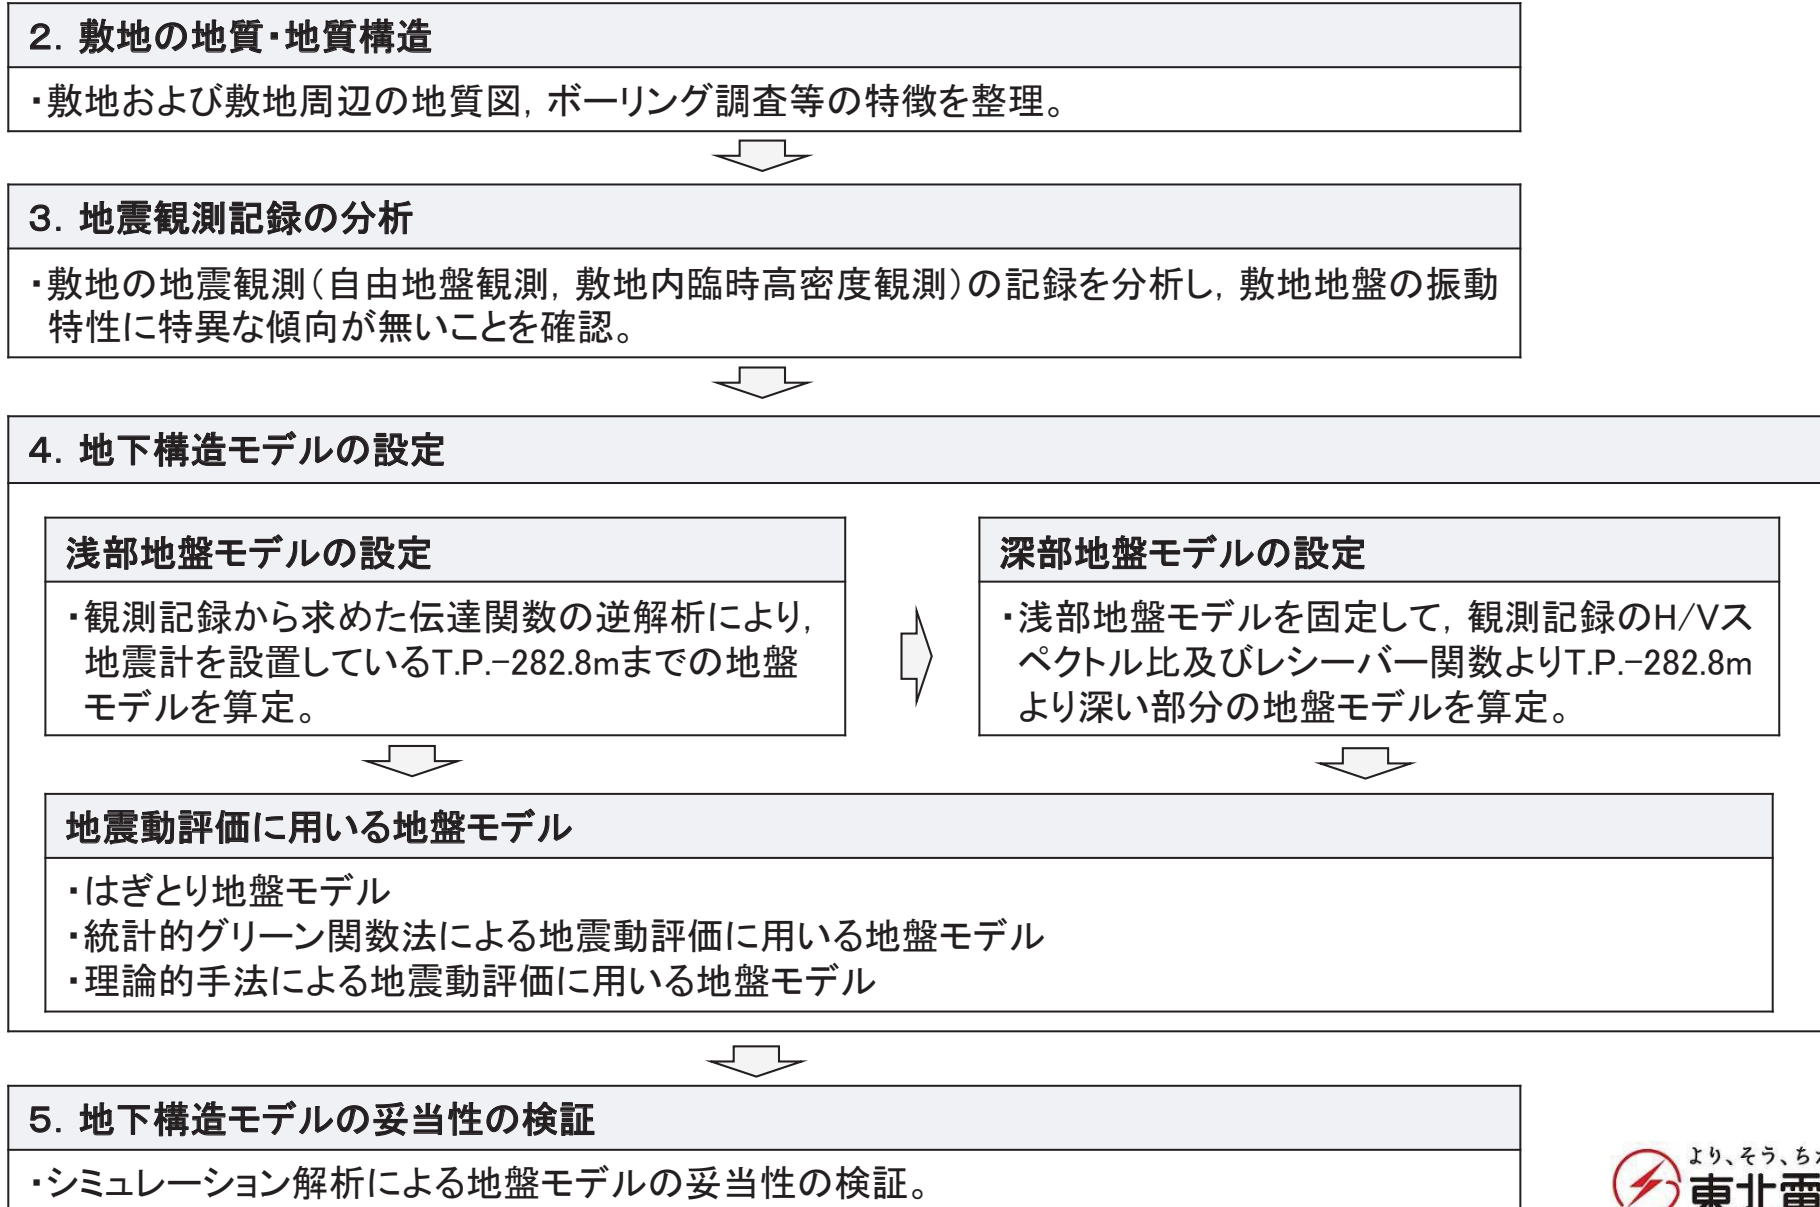 2. 敷地の地質・地質構造
・敷地および敷地周辺の地質図, ボーリング調査等の特徴を整理。
3. 地震観測記録の分析
・敷地の地震観測(自由地盤観測, 敷地内臨時高密度観測)の記録を分析し, 敷地地盤の振動
特性に特異な傾向が無いことを確認。
4. 地下構造モデルの設定
浅部地盤モデルの設定
・観測記録から求めた伝達関数の逆解析により,
地震計を設置しているT.P.-282.8mまでの地盤
モデルを算定。
深部地盤モデルの設定
・浅部地盤モデルを固定して, 観測記録のH/Vス
ペクトル比及びレシーバー関数よりT.P.-282.8m
より深い部分の地盤モデルを算定。
地震動評価に用いる地盤モデル
・はぎとり地盤モデル
・統計的グリーン関数法による地震動評価に用いる地盤モデル
・理論的手法による地震動評価に用いる地盤モデル
5. 地下構造モデルの妥当性の検証
・シミュレーション解析による地盤モデルの妥当性の検証。
より、そう、ち
東北電